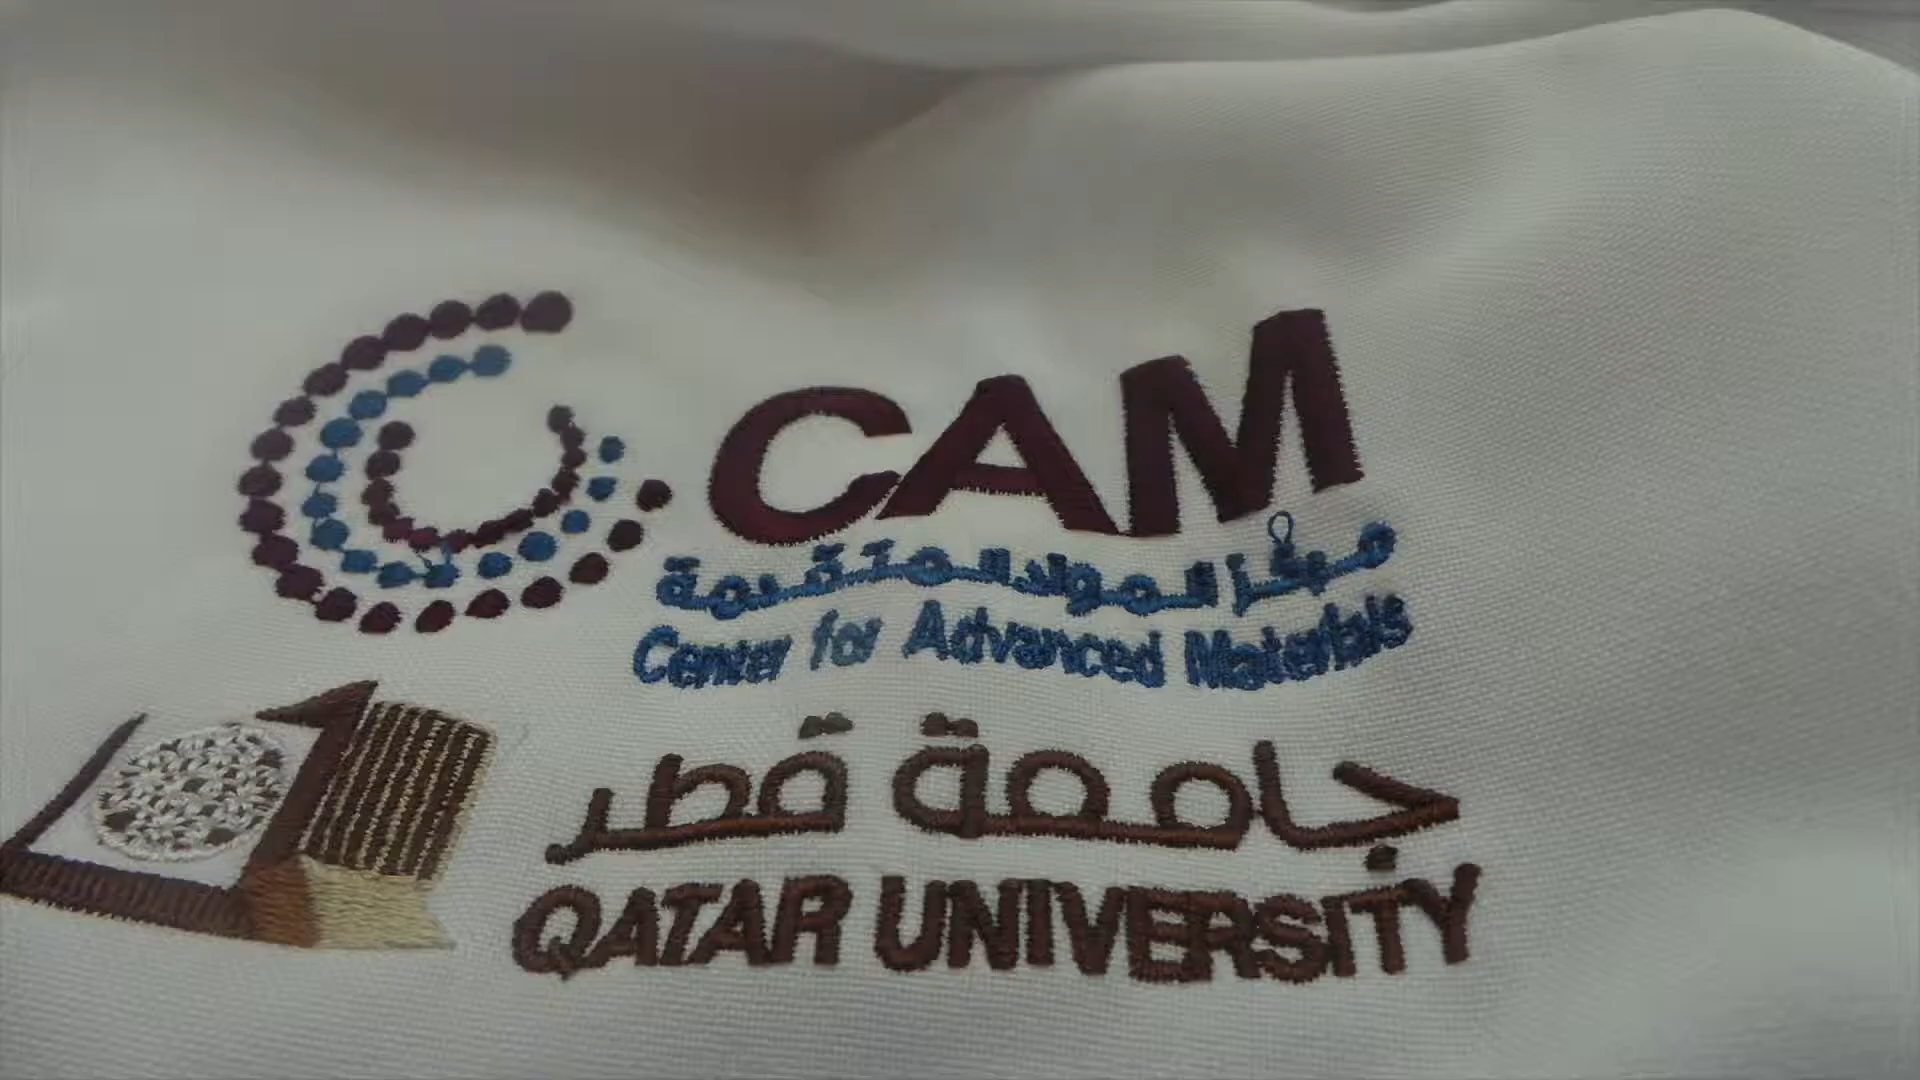 CAM
مركز المواد المتقدمة
Center for Advanced Materials
جامعة قطر
QATAR UNIVERSITY